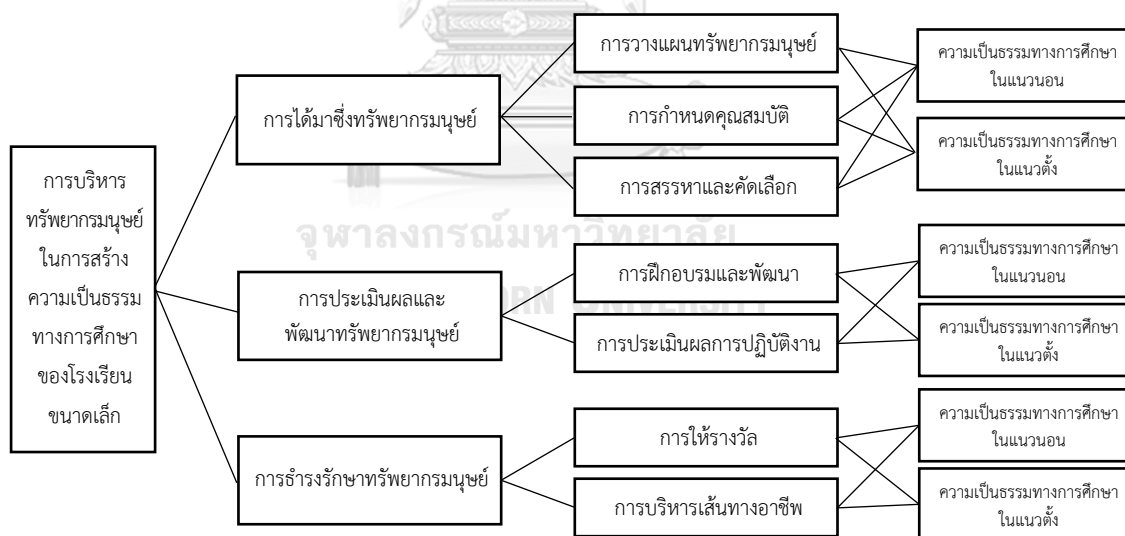 การบริหาร
ทรัพยากรมนุษย์
ในการสร้าง
ความเป็นธรรม
ทางการศึกษา
ของโรงเรียน
ขนาดเล็ก
การได้มาซึ่งทรัพยากรมนุษย์
การวางแผนทรัพยากรมนุษย์
การกำหนดคุณสมบัติ
การสรรหาและคัดเลือก
ความเป็นธรรมทางการศึกษา
ในแนวนอน
ความเป็นธรรมทางการศึกษา
ในแนวตั้ง
จุฬาลงกรณ์มหาวิทยาลัย
การประเมินผลและ
พัฒนาทรัพยากรมนุษย์
การฝึกอบรมและพัฒนา
RN UNIVERSITY
การประเมินผลการปฏิบัติงาน
ความเป็นธรรมทางการศึกษา
ในแนวนอน
ความเป็นธรรมทางการศึกษา
ในแนวตั้ง
การธำรงรักษาทรัพยากรมนุษย์
การให้รางวัล
การบริหารเส้นทางอาชีพ
ความเป็นธรรมทางการศึกษา
ในแนวนอน
ความเป็นธรรมทางการศึกษา
ในแนวตั้ง